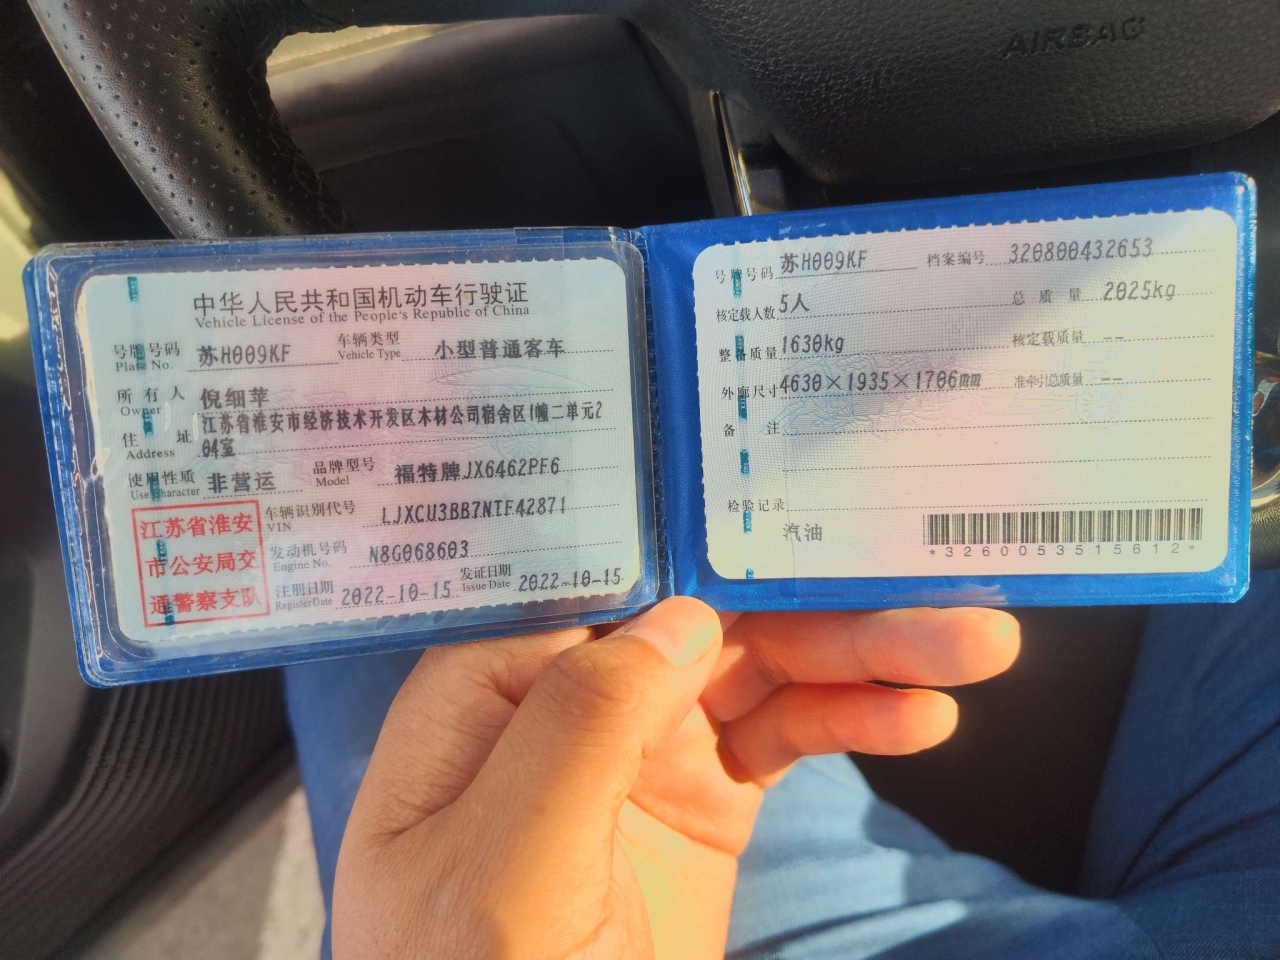 AIRBAG
中华人民共和国机动车行驶证
Vehicle License of the People's Republic of China
号牌号码 Plate No. 苏H009KF 车辆类型 Vehicle Type 小型普通客车
所有人 Owner 倪细苹
住址 Address 江苏省淮安市经济技术开发区木材公司宿舍区1幢二单元2
04室
使用性质 Use Character 非营运 品牌型号 Model 福特牌JX6462PF6
江苏省淮安
市公安局交
通警察支队
车辆识别代号 VIN LJXCU3BB7NTF42871
发动机号码 Engine No. N8G068603
注册日期 Register Date 2022-10-15 发证日期 Issue Date 2022-10-15
号牌号码 苏H009KF 档案编号 320800432653
核定载人数 5人 总质量 2025kg
整备质量 1630kg 核定载质量 --
外廓尺寸 4630×1935×1706mm 准牵引总质量 --
备注
检验记录
汽油
*3260053515612*